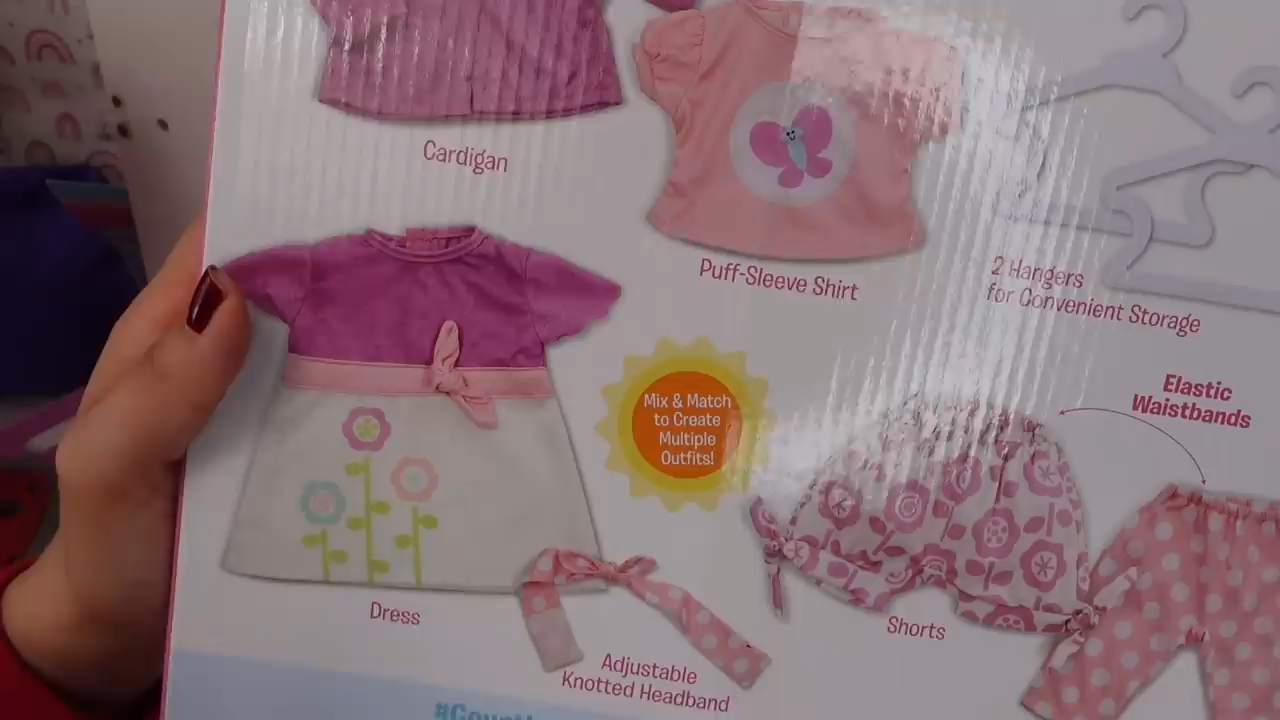 Cardigan
Puff-Sleeve Shirt
2 Hangers
for Convenient Storage
Elastic
Waistbands
Mix & Match
to Create
Multiple
Outfits!
Dress
Shorts
Adjustable
Knotted Headband